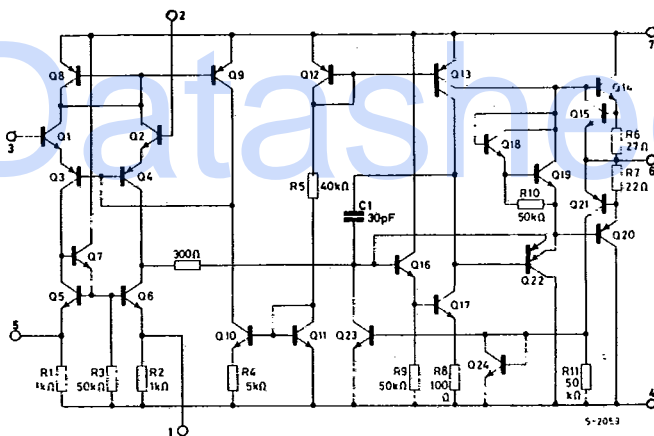 2
7
Q8
Q9
Q12
Q13
Q14
Q15
Datashe
3
Q1
Q2
Q18
R6
27Ω
6
Q3
Q4
R5
40kΩ
Q19
R7
22Ω
C1
30pF
R10
50kΩ
Q21
Q20
Q7
300Ω
Q16
Q22
Q5
Q6
Q17
5
Q10
Q11
Q23
Q24
R1
1kΩ
R3
50kΩ
R2
1kΩ
R4
5kΩ
R9
50kΩ
R8
100
Ω
R11
50
kΩ
4
1
S-2053